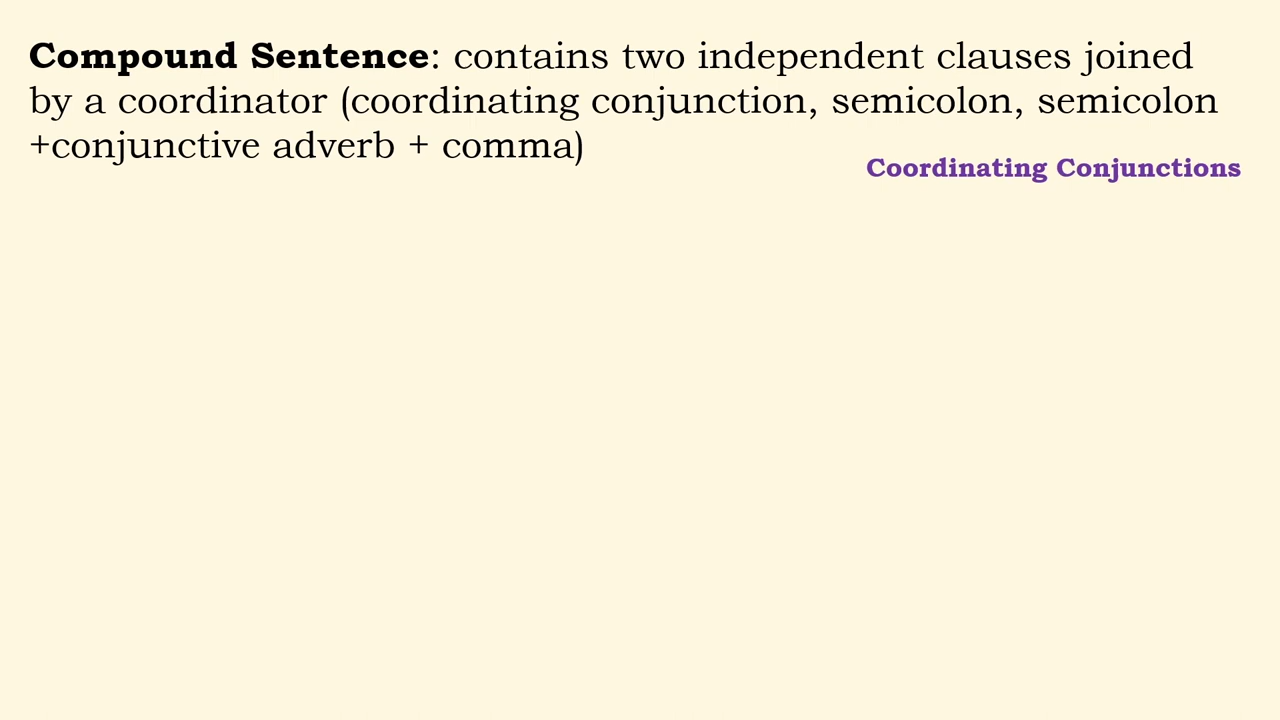 Compound Sentence: contains two independent clauses joined
by a coordinator (coordinating conjunction, semicolon, semicolon
+conjunctive adverb + comma)
Coordinating Conjunctions